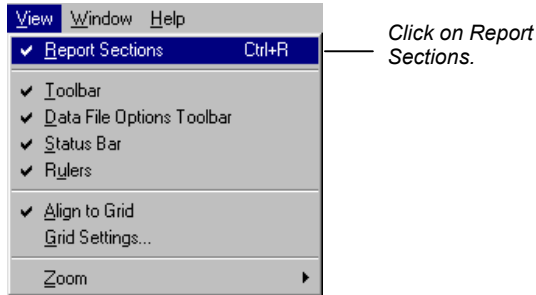 View Window Help
Report Sections Ctrl+R
Click on Report
Sections.
Toolbar
Data File Options Toolbar
Status Bar
Rulers
Align to Grid
Grid Settings...
Zoom